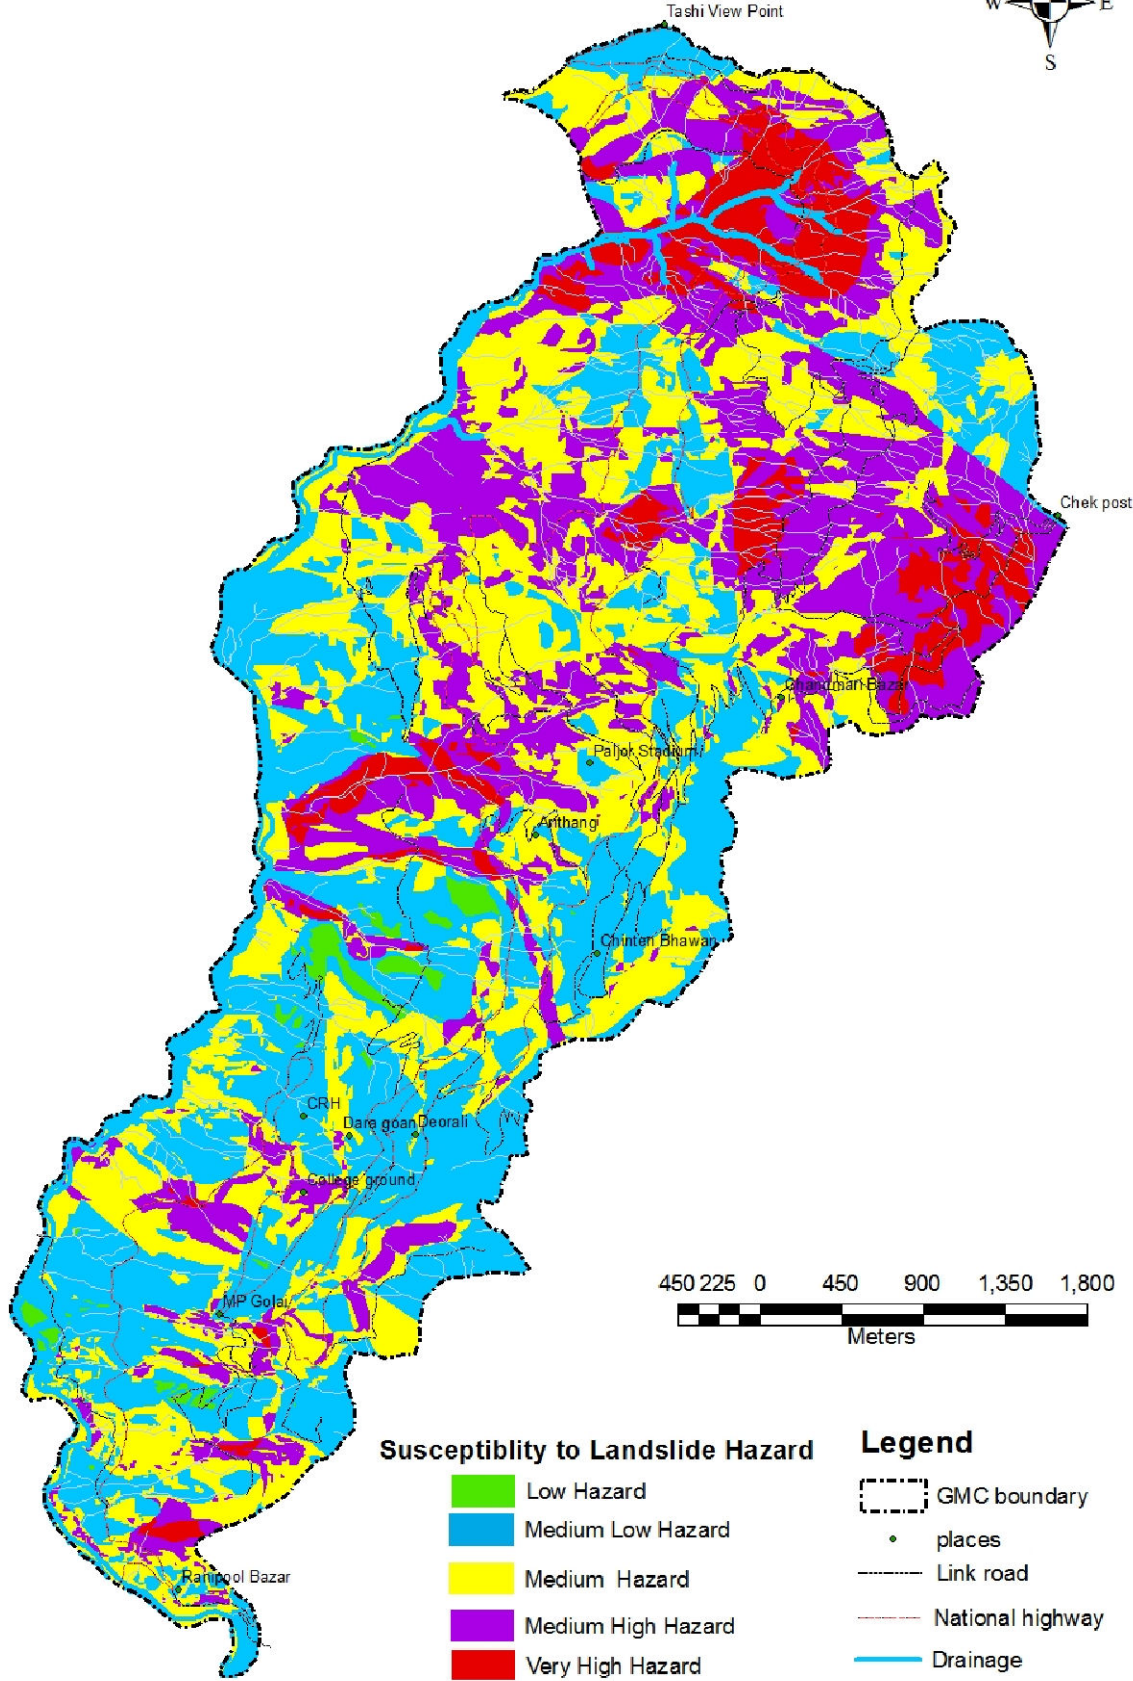 Tashi View Point
W
E
S
Chek post
Chandmari Bazar
Paljor Stadium
Anthang
Chinten Bhawan
CRH
Dara goan
Deorali
College ground
MP Golai
450 225 0 450 900 1,350 1,800
Meters
Susceptiblity to Landslide Hazard
Legend
Low Hazard
GMC boundary
Medium Low Hazard
places
Medium Hazard
Link road
Medium High Hazard
National highway
Very High Hazard
Drainage
Ranipool Bazar